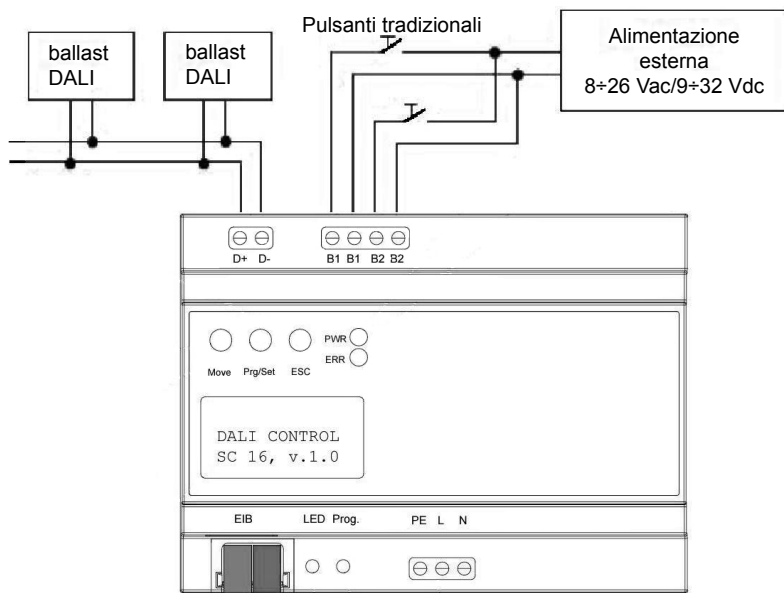 Pulsanti tradizionali
ballast
DALI
ballast
DALI
Alimentazione
esterna
8÷26 Vac/9÷32 Vdc
D+ D- B1 B1 B2 B2
PWR
ERR
Move Prg/Set ESC
DALI CONTROL
SC 16, v.1.0
EIB LED Prog. PE L N